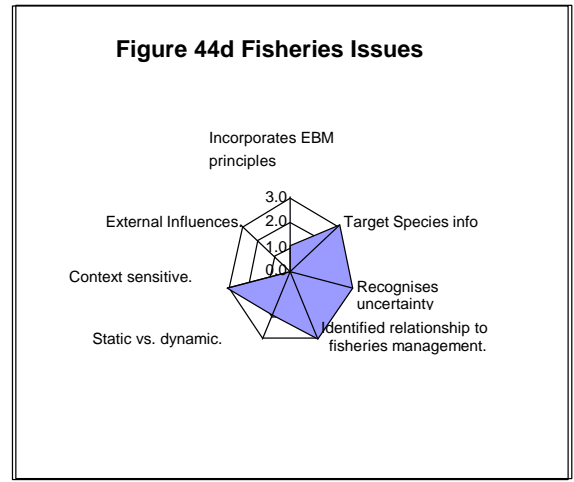 Figure 44d Fisheries Issues
Incorporates EBM
principles
3.0
2.0
1.0
0.0
Target Species info
Recognises
uncertainty
Identified relationship to
fisheries management.
Static vs. dynamic.
Context sensitive.
External Influences.